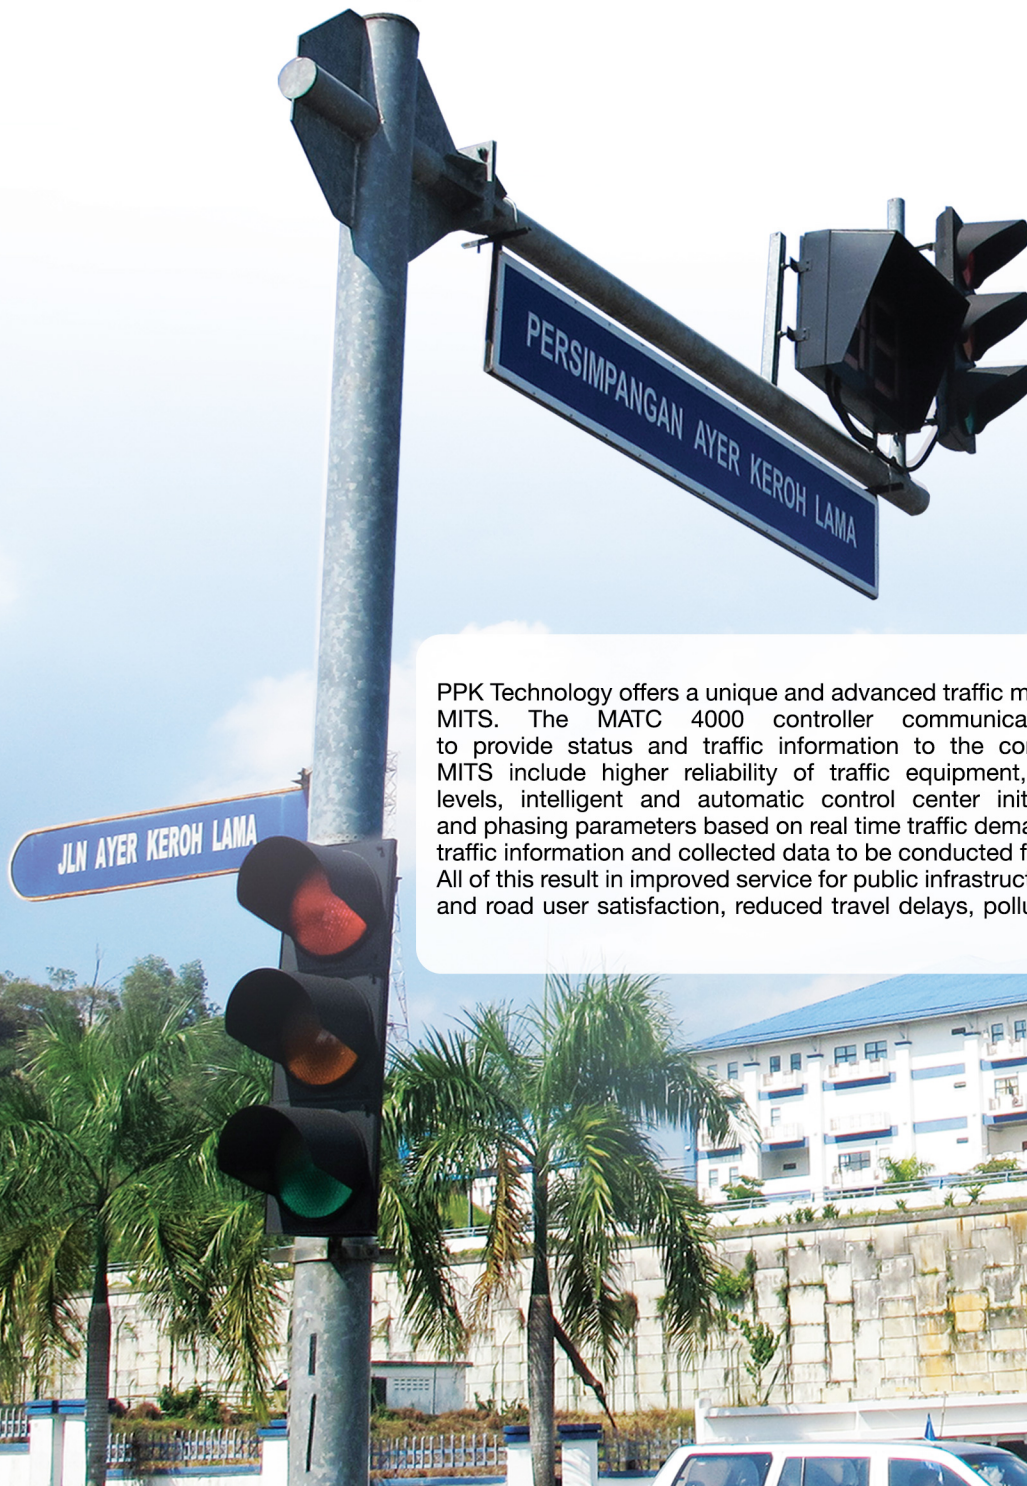 PERSIMPANGAN AYER KEROH LAMA
PPK Technology offers a unique and advanced traffic
MITS. The MATC 4000 controller
to provide status and traffic information to the
MITS include higher reliability of traffic equipment,
levels, intelligent and automatic control center
and phasing parameters based on real time traffic
traffic information and collected data to be conducted
All of this result in improved service for public
and road user satisfaction, reduced travel delays,
JLN AYER KEROH LAMA